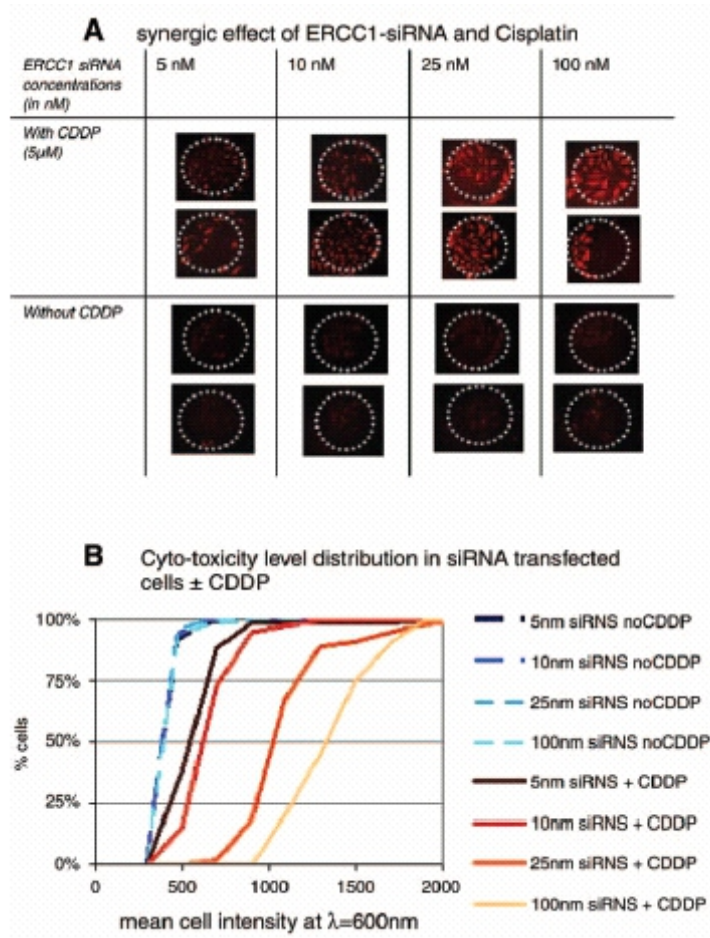 A synergic effect of ERCC1-siRNA and Cisplatin
ERCC1 siRNA
concentrations
(in nM)
5 nM
10 nM
25 nM
100 nM
With CDDP
(5µM)
Without CDDP
B Cyto-toxicity level distribution in siRNA transfected
cells ± CDDP
% cells
100%
75%
50%
25%
0%
0
500
1000
1500
2000
mean cell intensity at λ=600nm
5nm siRNS noCDDP
10nm siRNS noCDDP
25nm siRNS noCDDP
100nm siRNS noCDDP
5nm siRNS + CDDP
10nm siRNS + CDDP
25nm siRNS + CDDP
100nm siRNS + CDDP